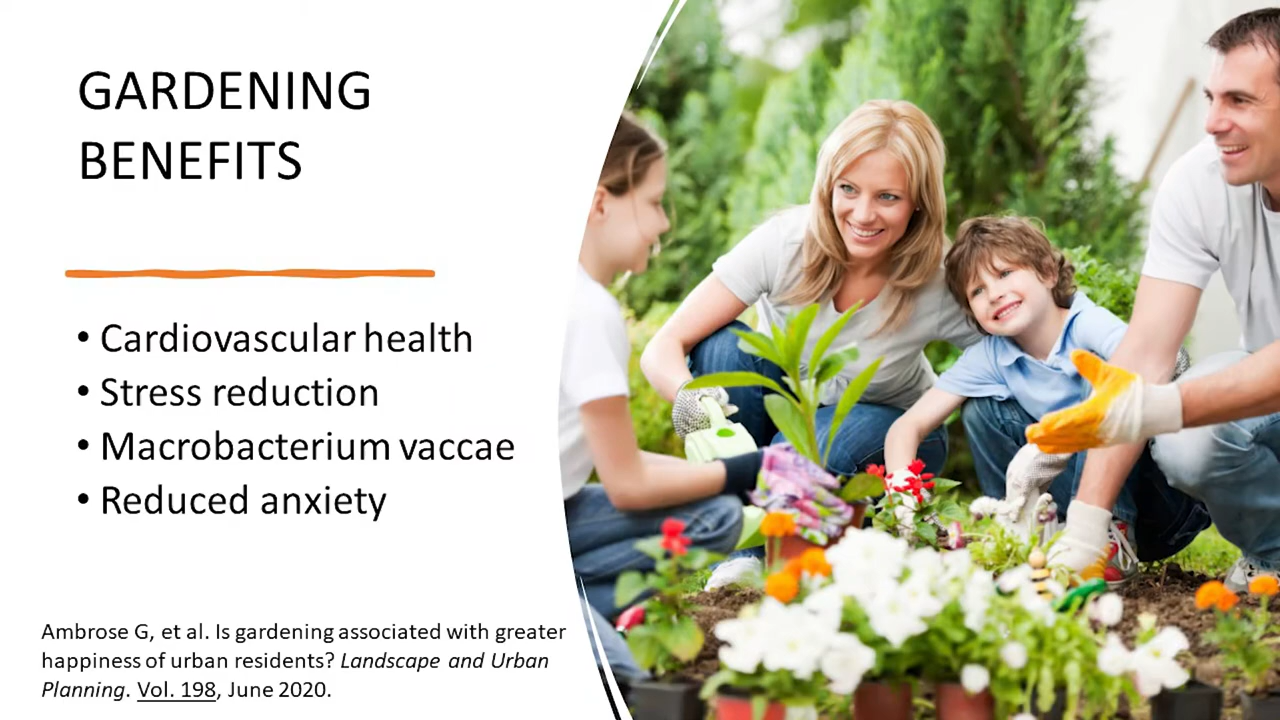 GARDENING
BENEFITS
• Cardiovascular health
• Stress reduction
• Macrobacterium vaccae
• Reduced anxiety
Ambrose G, et al. Is gardening associated with greater
happiness of urban residents? Landscape and Urban
Planning. Vol. 198, June 2020.